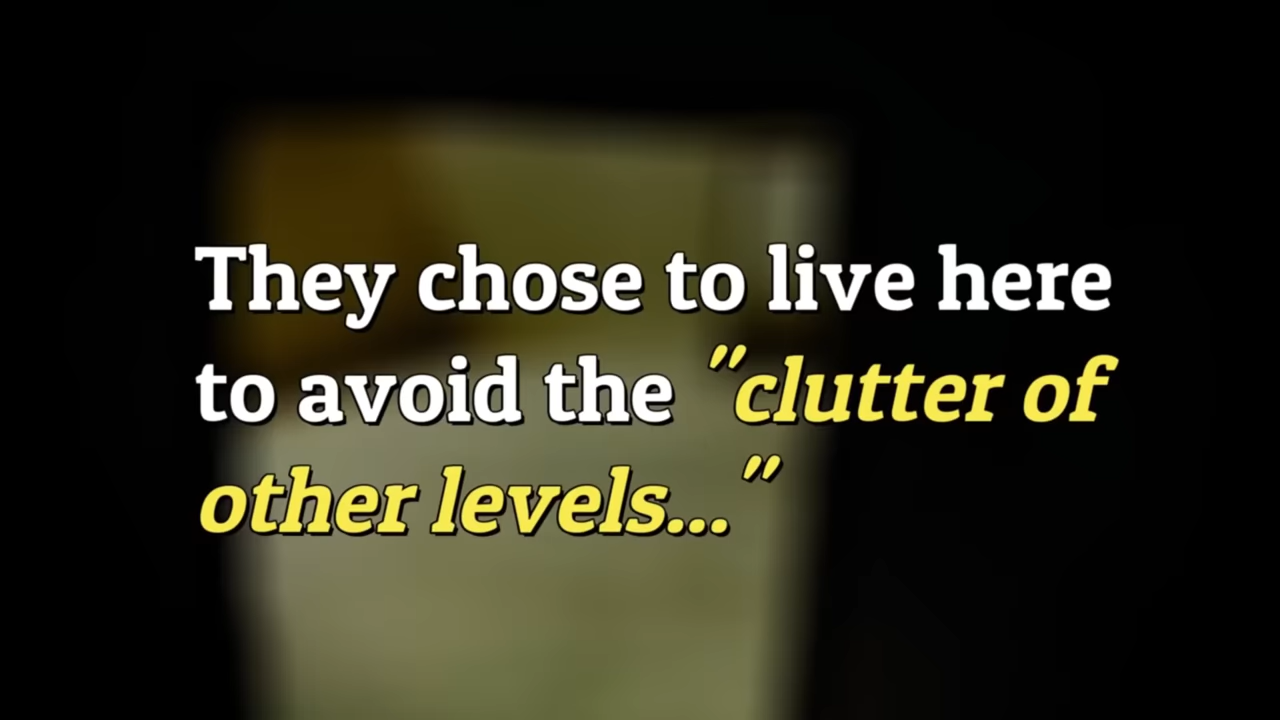 They chose to live here
to avoid the "clutter of
other levels..."